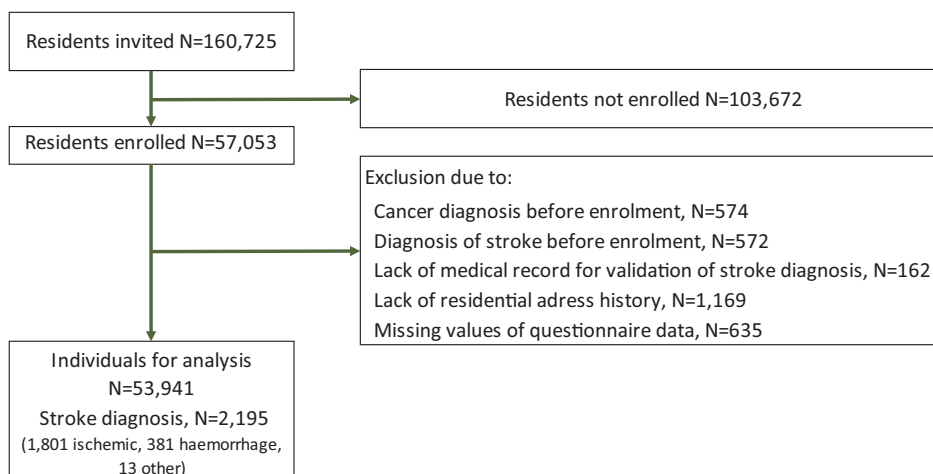 Residents invited N=160,725
Residents not enrolled N=103,672
Residents enrolled N=57,053
Exclusion due to:
Cancer diagnosis before enrolment, N=574
Diagnosis of stroke before enrolment, N=572
Lack of medical record for validation of stroke diagnosis, N=162
Lack of residential adress history, N=1,169
Missing values of questionnaire data, N=635
Individuals for analysis
N=53,941
Stroke diagnosis, N=2,195
(1,801 ischemic, 381 haemorrhage,
13 other)